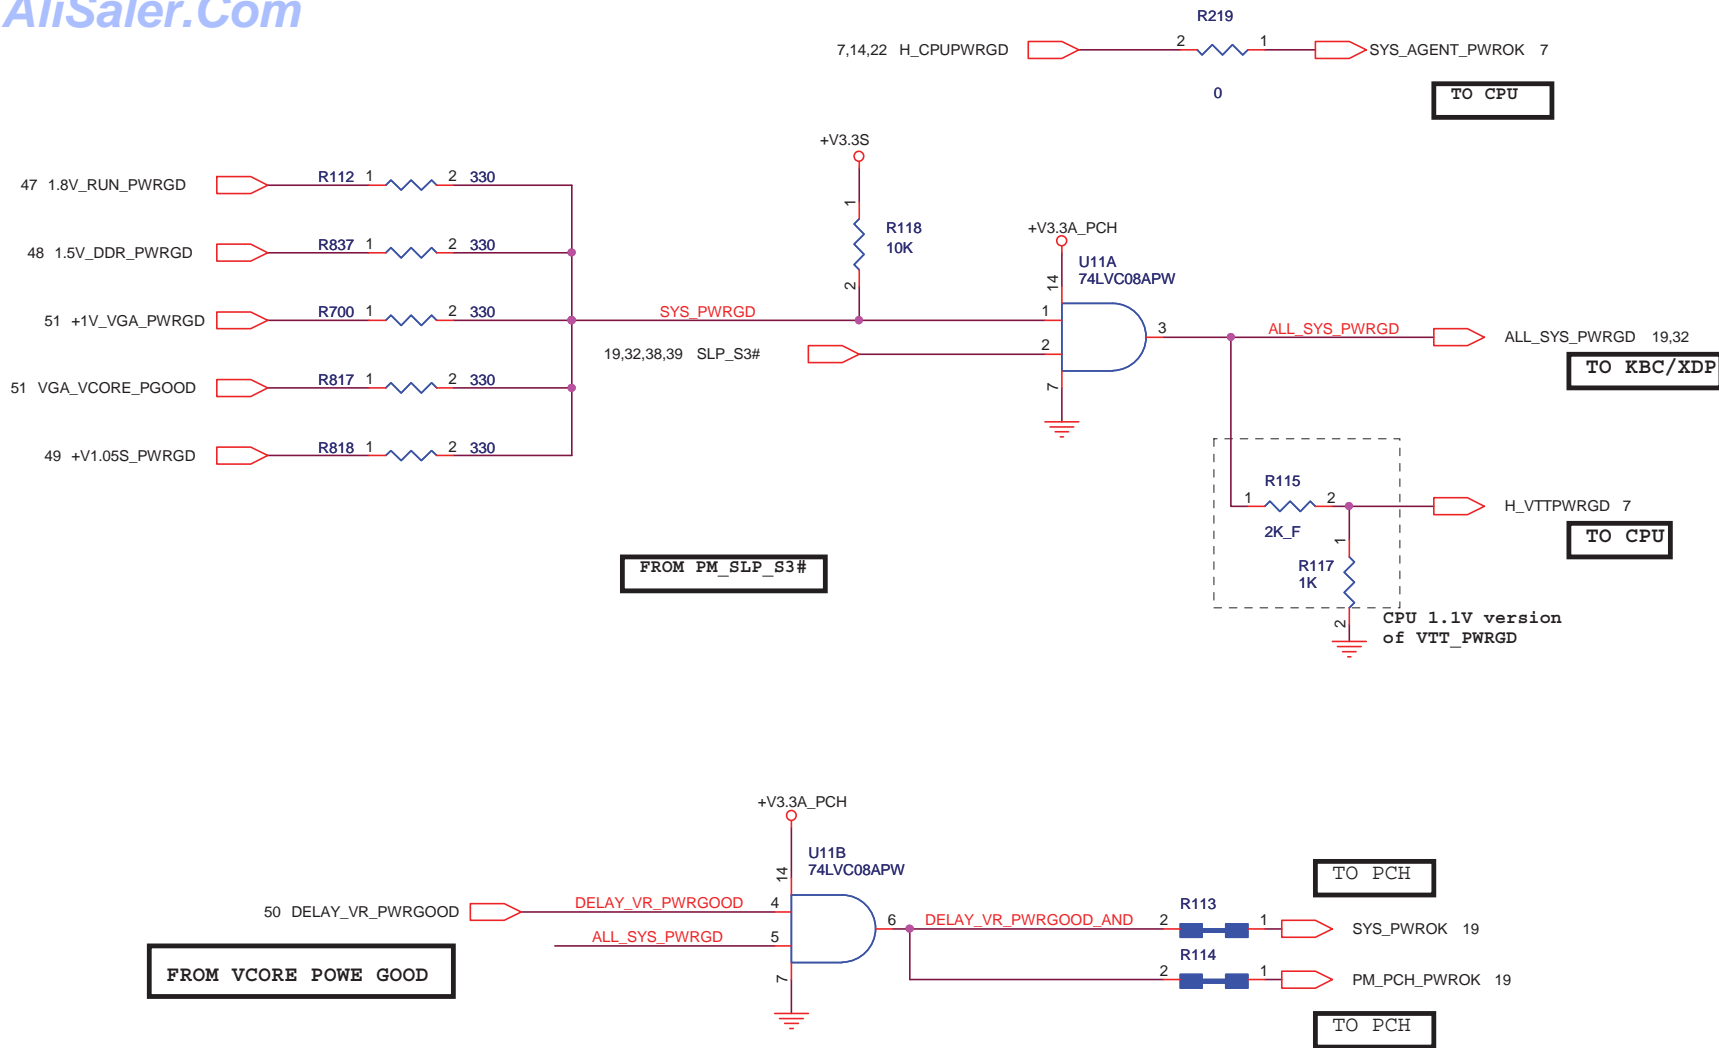 AliSaler.Com
R219
7,14,22 H_CPUPWRGD 2 1 SYS_AGENT_PWROK 7
0
TO CPU
+V3.3S
47 1.8V_RUN_PWRGD R112 1 2 330
1
R118
10K
2
48 1.5V_DDR_PWRGD R837 1 2 330
+V3.3A_PCH
U11A
74LVC08APW
14
51 +1V_VGA_PWRGD R700 1 2 330
SYS_PWRGD 1
19,32,38,39 SLP_S3# 2
3 ALL_SYS_PWRGD
ALL_SYS_PWRGD 19,32
TO KBC/XDP
7
51 VGA_VCORE_PGOOD R817 1 2 330
49 +V1.05S_PWRGD R818 1 2 330
R115
1 2
2K_F
H_VTTPWRGD 7
TO CPU
1
R117
1K
2
CPU 1.1V version
of VTT_PWRGD
FROM PM_SLP_S3#
+V3.3A_PCH
U11B
74LVC08APW
14
50 DELAY_VR_PWRGOOD DELAY_VR_PWRGOOD 4
ALL_SYS_PWRGD 5
7
6 DELAY_VR_PWRGOOD_AND
FROM VCORE POWE GOOD
TO PCH
R113
2 1 SYS_PWROK 19
R114
2 1 PM_PCH_PWROK 19
TO PCH